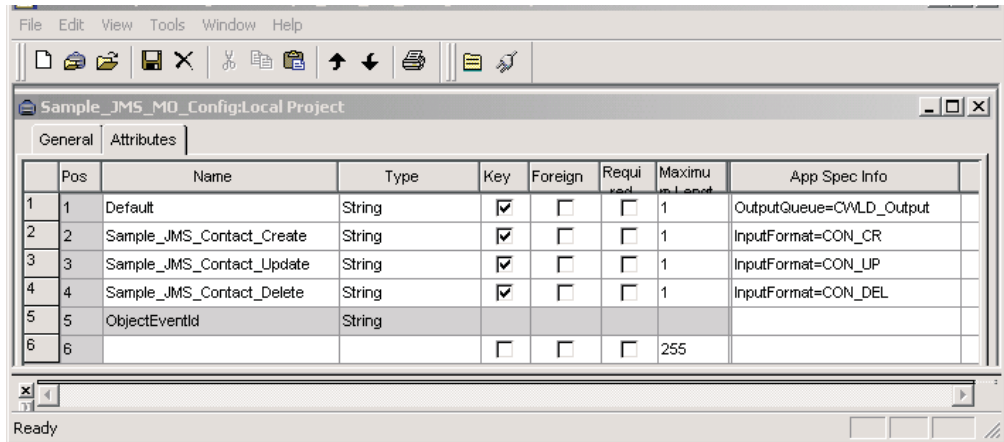 File Edit View Tools Window Help
Sample_JMS_MO_Config:Local Project
General Attributes
Pos Name Type Key Foreign Requi Maximu App Spec Info
1 1 Default String 1 OutputQueue=CWLD_Output
2 2 Sample_JMS_Contact_Create String 1 InputFormat=CON_CR
3 3 Sample_JMS_Contact_Update String 1 InputFormat=CON_UP
4 4 Sample_JMS_Contact_Delete String 1 InputFormat=CON_DEL
5 5 ObjectEventId String
6 6 255
Ready